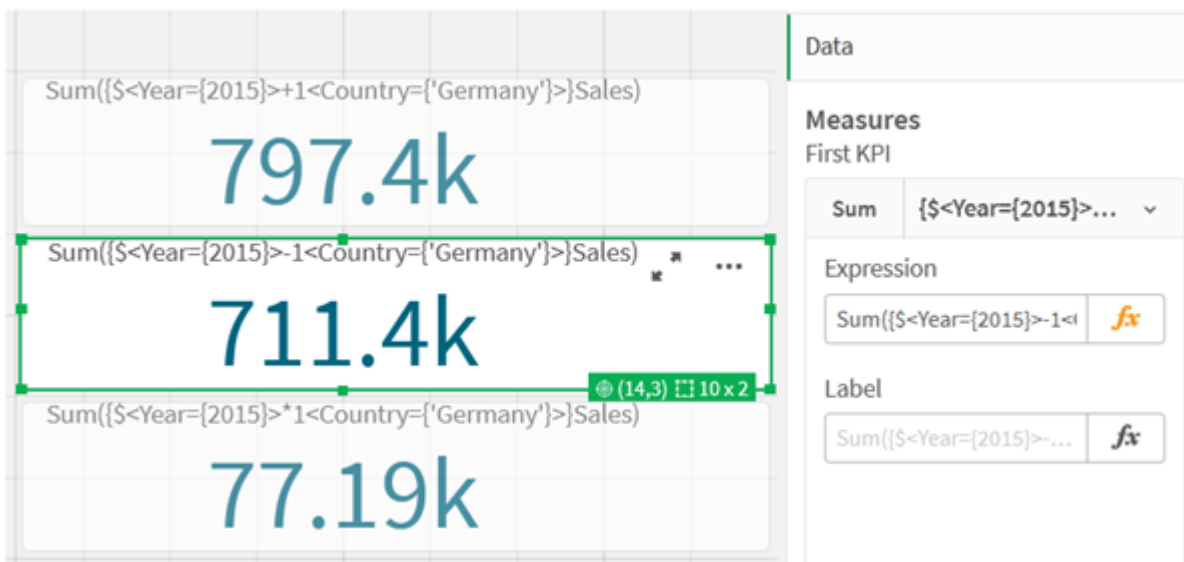 Sum({$<Year={2015}>+1<Country={'Germany'}>}Sales)
797.4k
Sum({$<Year={2015}>-1<Country={'Germany'}>}Sales)
711.4k
(14,3) 10 x 2
Sum({$<Year={2015}>*1<Country={'Germany'}>}Sales)
77.19k
Data
Measures
First KPI
Sum {$<Year={2015}>...
Expression
Sum({$<Year={2015}>-1<( fx
Label
Sum({$<Year={2015}>-... fx